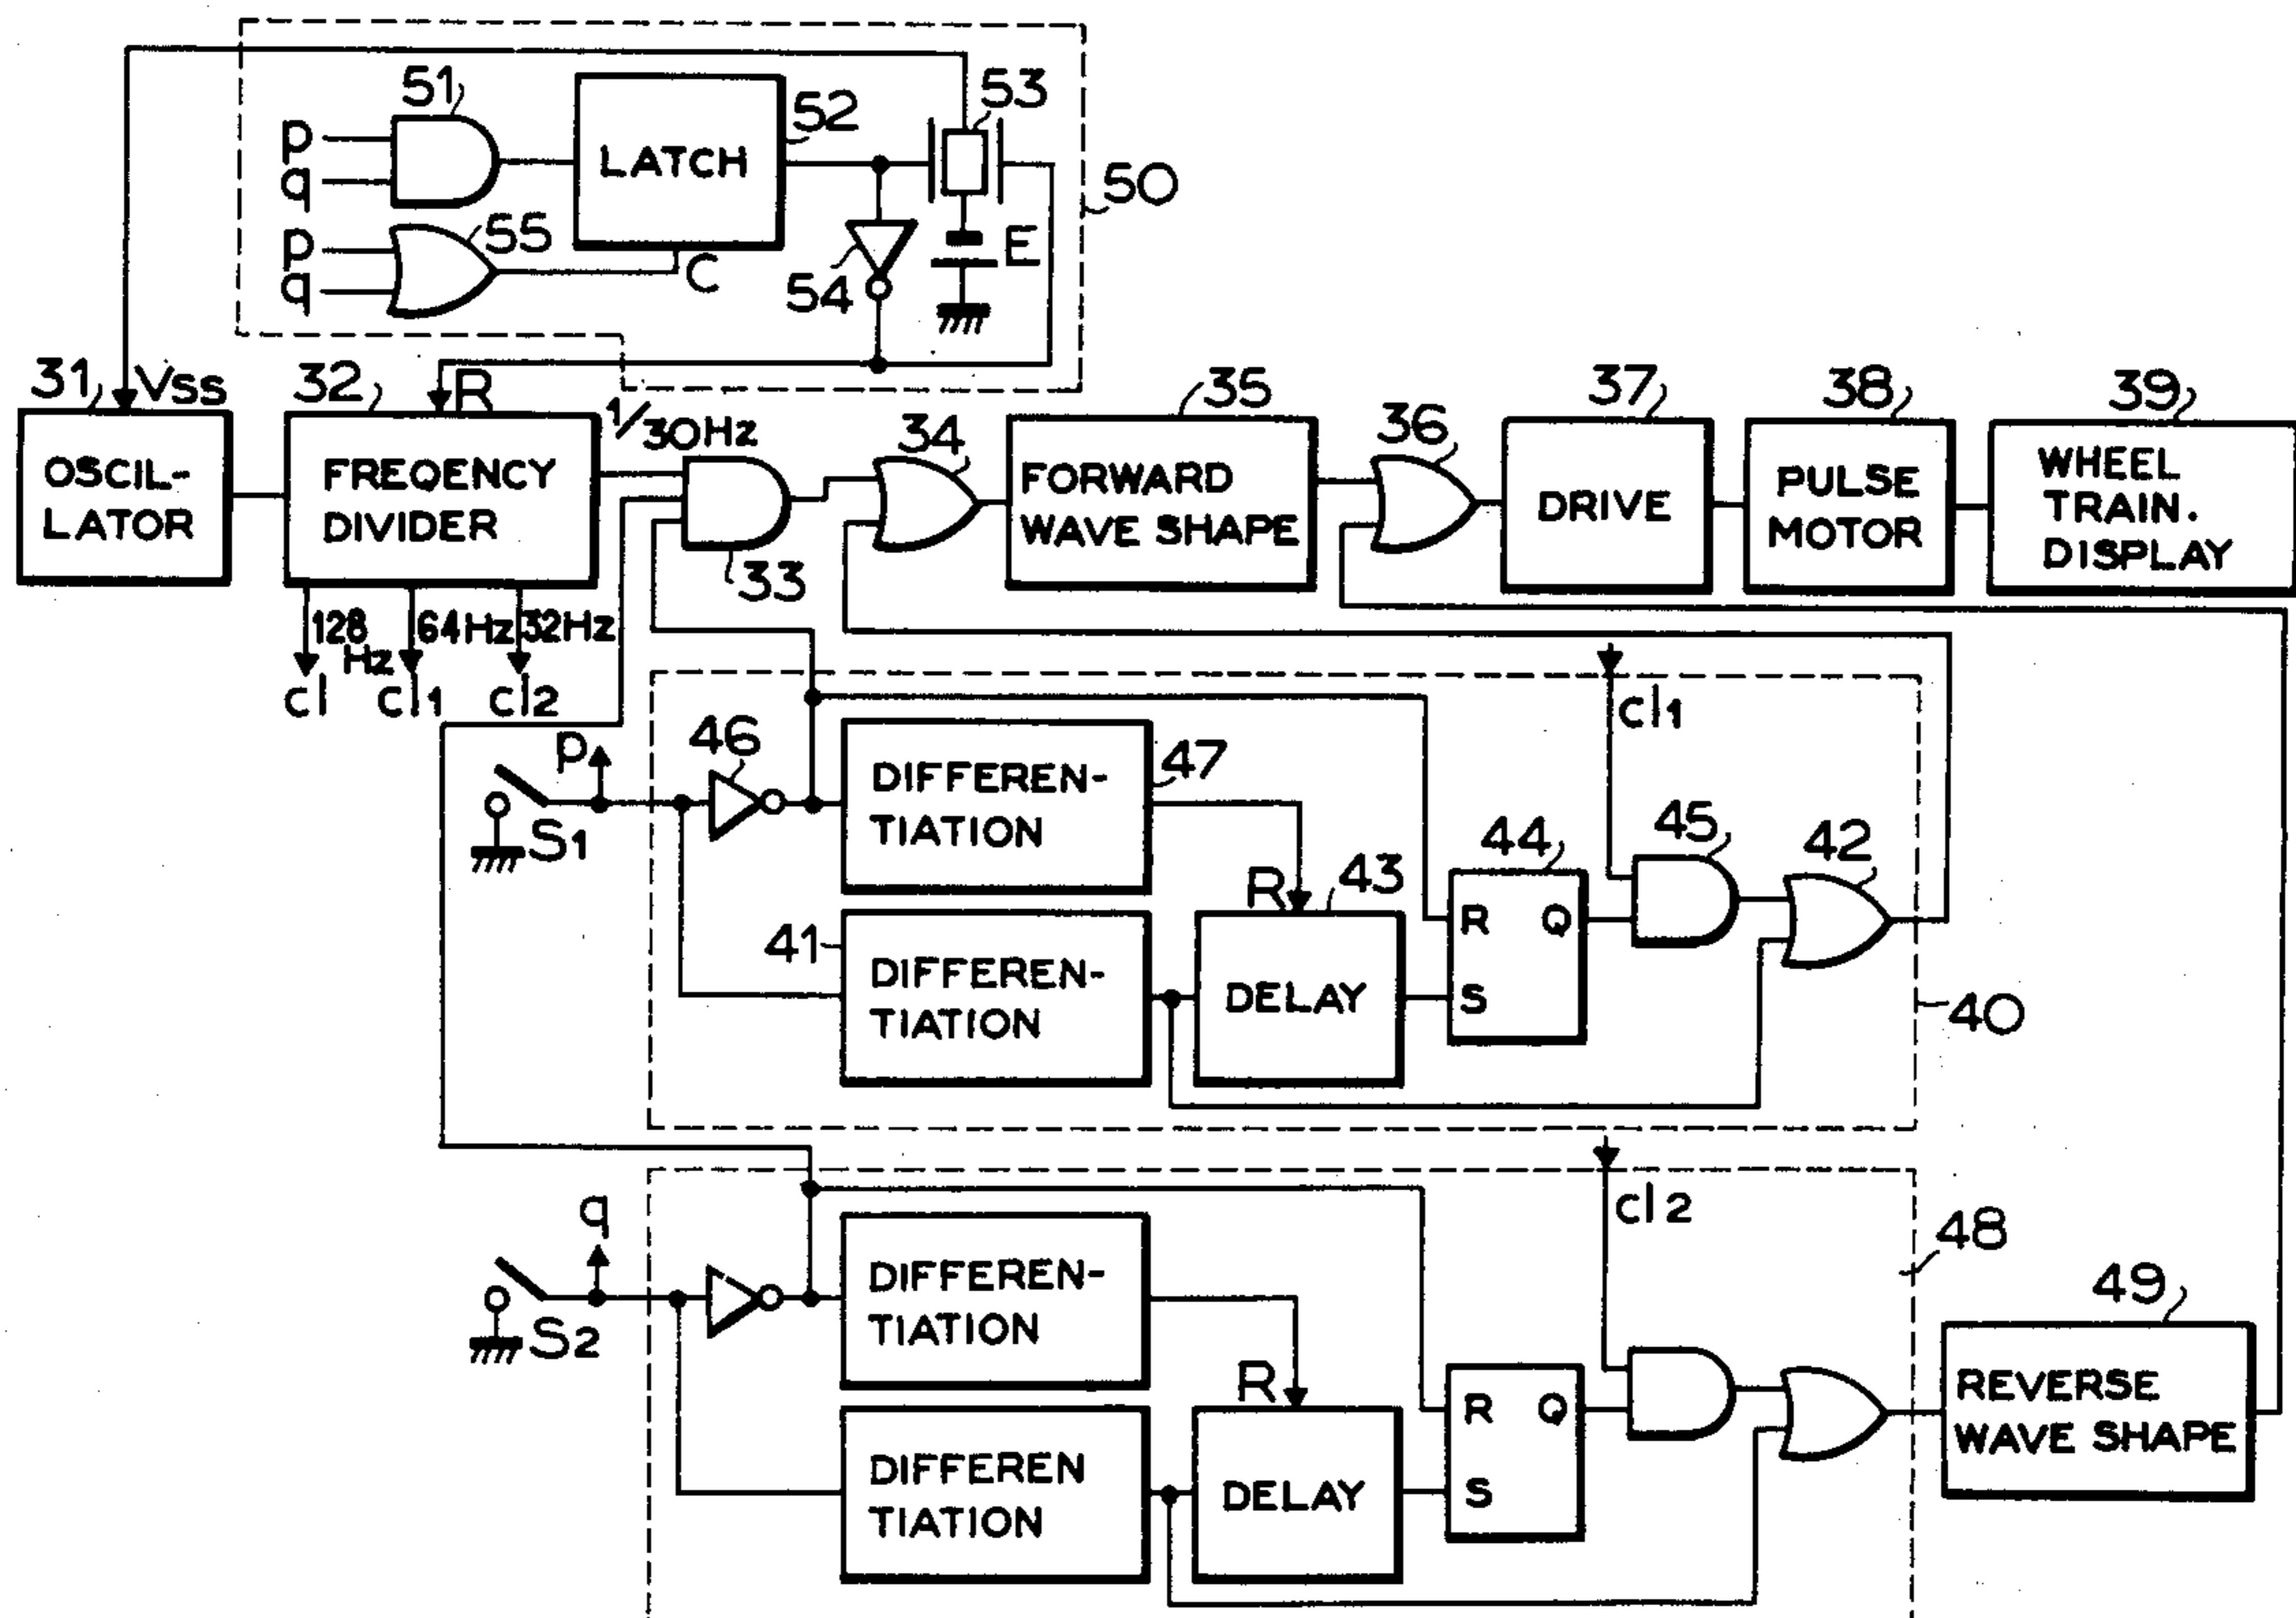 51
p
q
LATCH
52
53
50
p
q
55
C
54
E
31
VSS
32
R
1/30Hz
34
35
36
37
38
39
OSCIL-
LATOR
FREQENCY
DIVIDER
33
FORWARD
WAVE SHAPE
DRIVE
PULSE
MOTOR
WHEEL
TRAIN.
DISPLAY
128
Hz
64Hz
32Hz
cl
cl1
cl2
cl1
p
S1
46
DIFFEREN-
TIATION
47
44
45
42
R
43
41
DIFFEREN-
TIATION
DELAY
R
Q
S
40
cl2
q
S2
DIFFEREN-
TIATION
48
49
R
DIFFEREN
TIATION
DELAY
R
Q
S
REVERSE
WAVE SHAPE